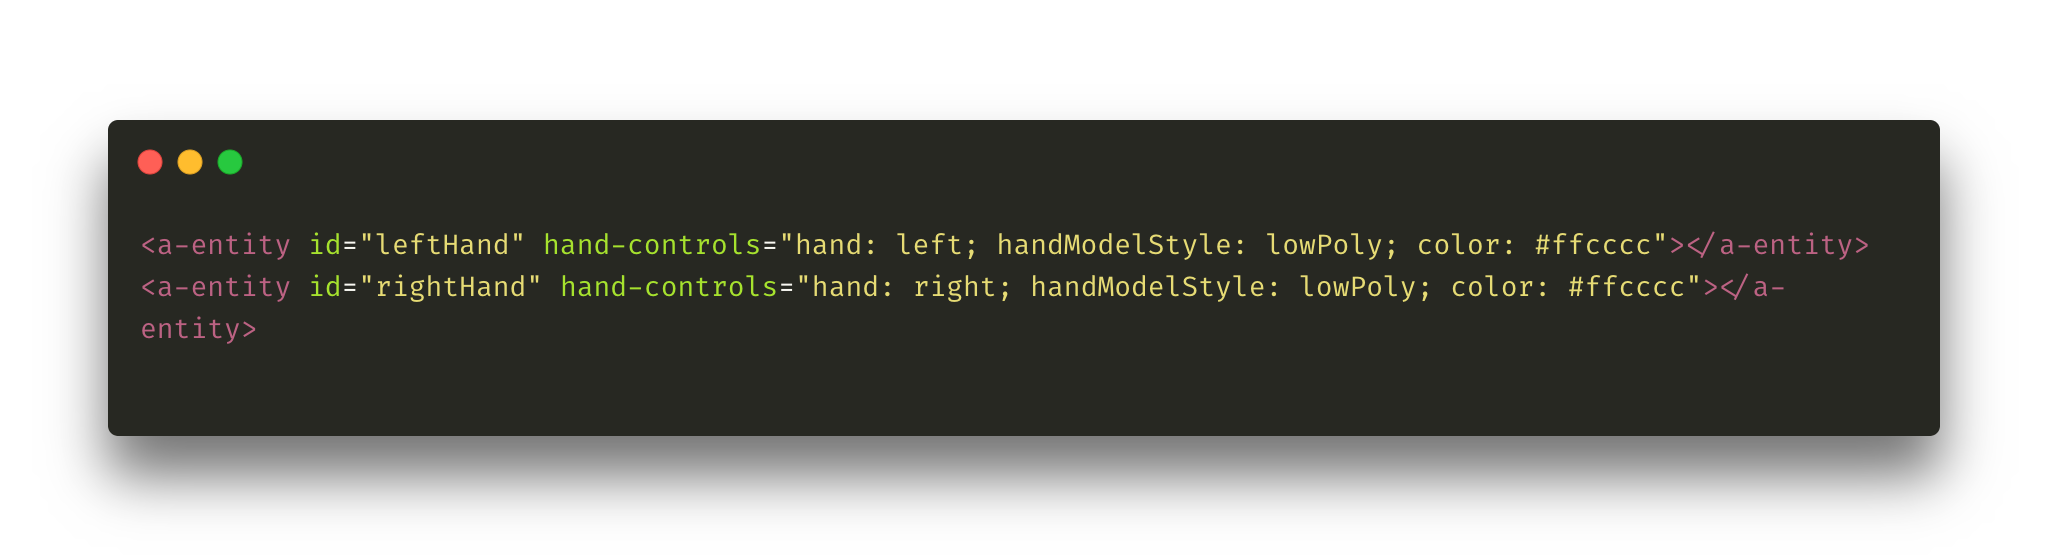 <a-entity id="leftHand" hand-controls="hand: left; handModelStyle: lowPoly; color: #ffcccc"></a-entity>
<a-entity id="rightHand" hand-controls="hand: right; handModelStyle: lowPoly; color: #ffcccc"></a-
entity>